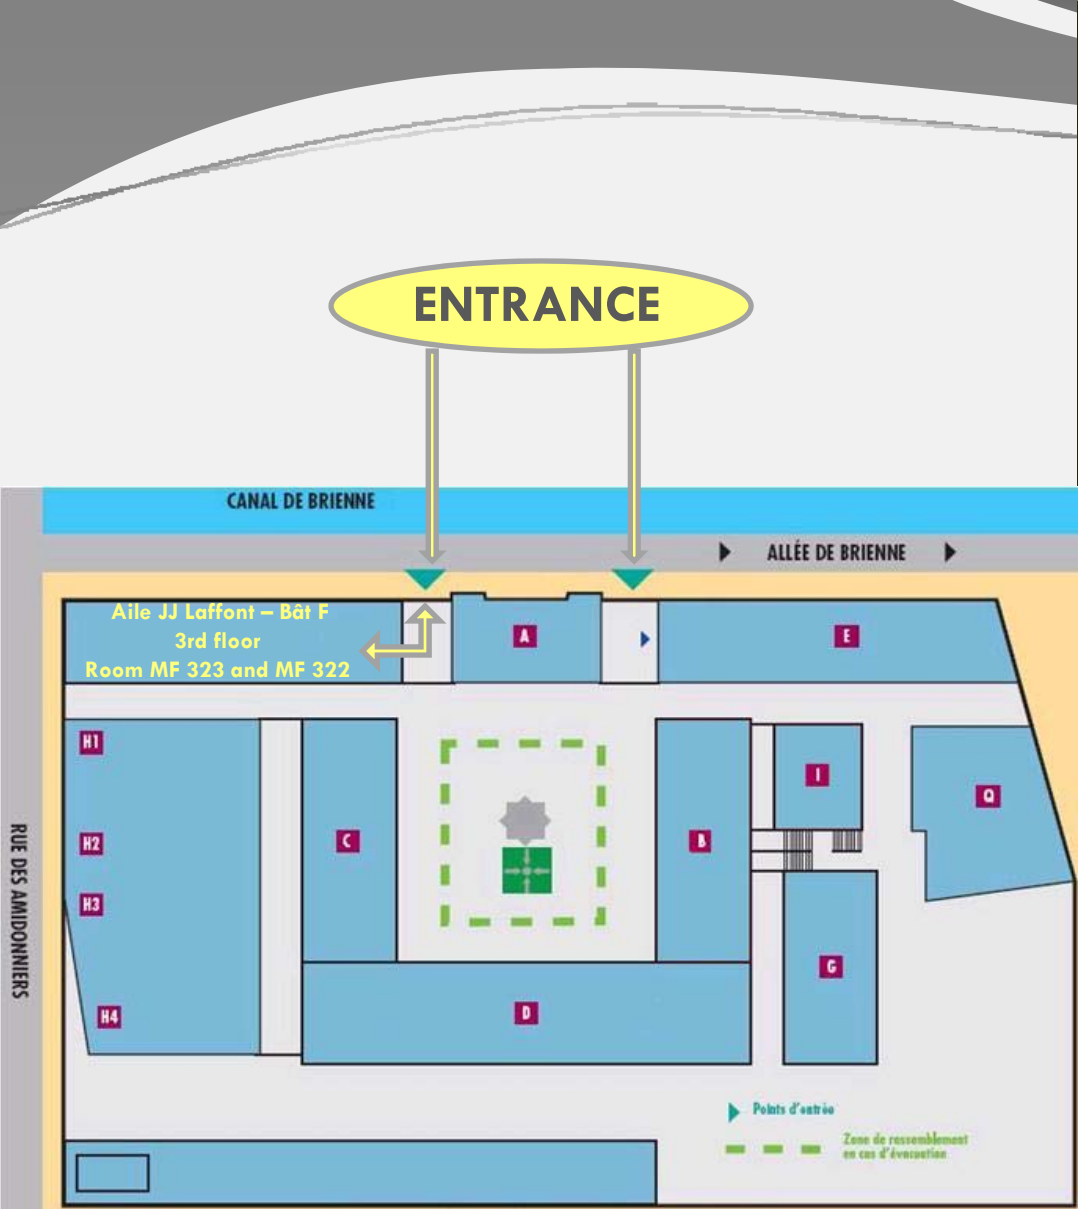 ENTRANCE
CANAL DE BRIENNE
ALLÉE DE BRIENNE
Aile JJ Laffont – Bât F
3rd floor
Room MF 323 and MF 322
A
E
H1
I
Q
H2
C
B
H3
G
H4
D
RUE DES AMIDONNIERS
Points d'entrée
Zone de rassemblement
en cas d'évacuation